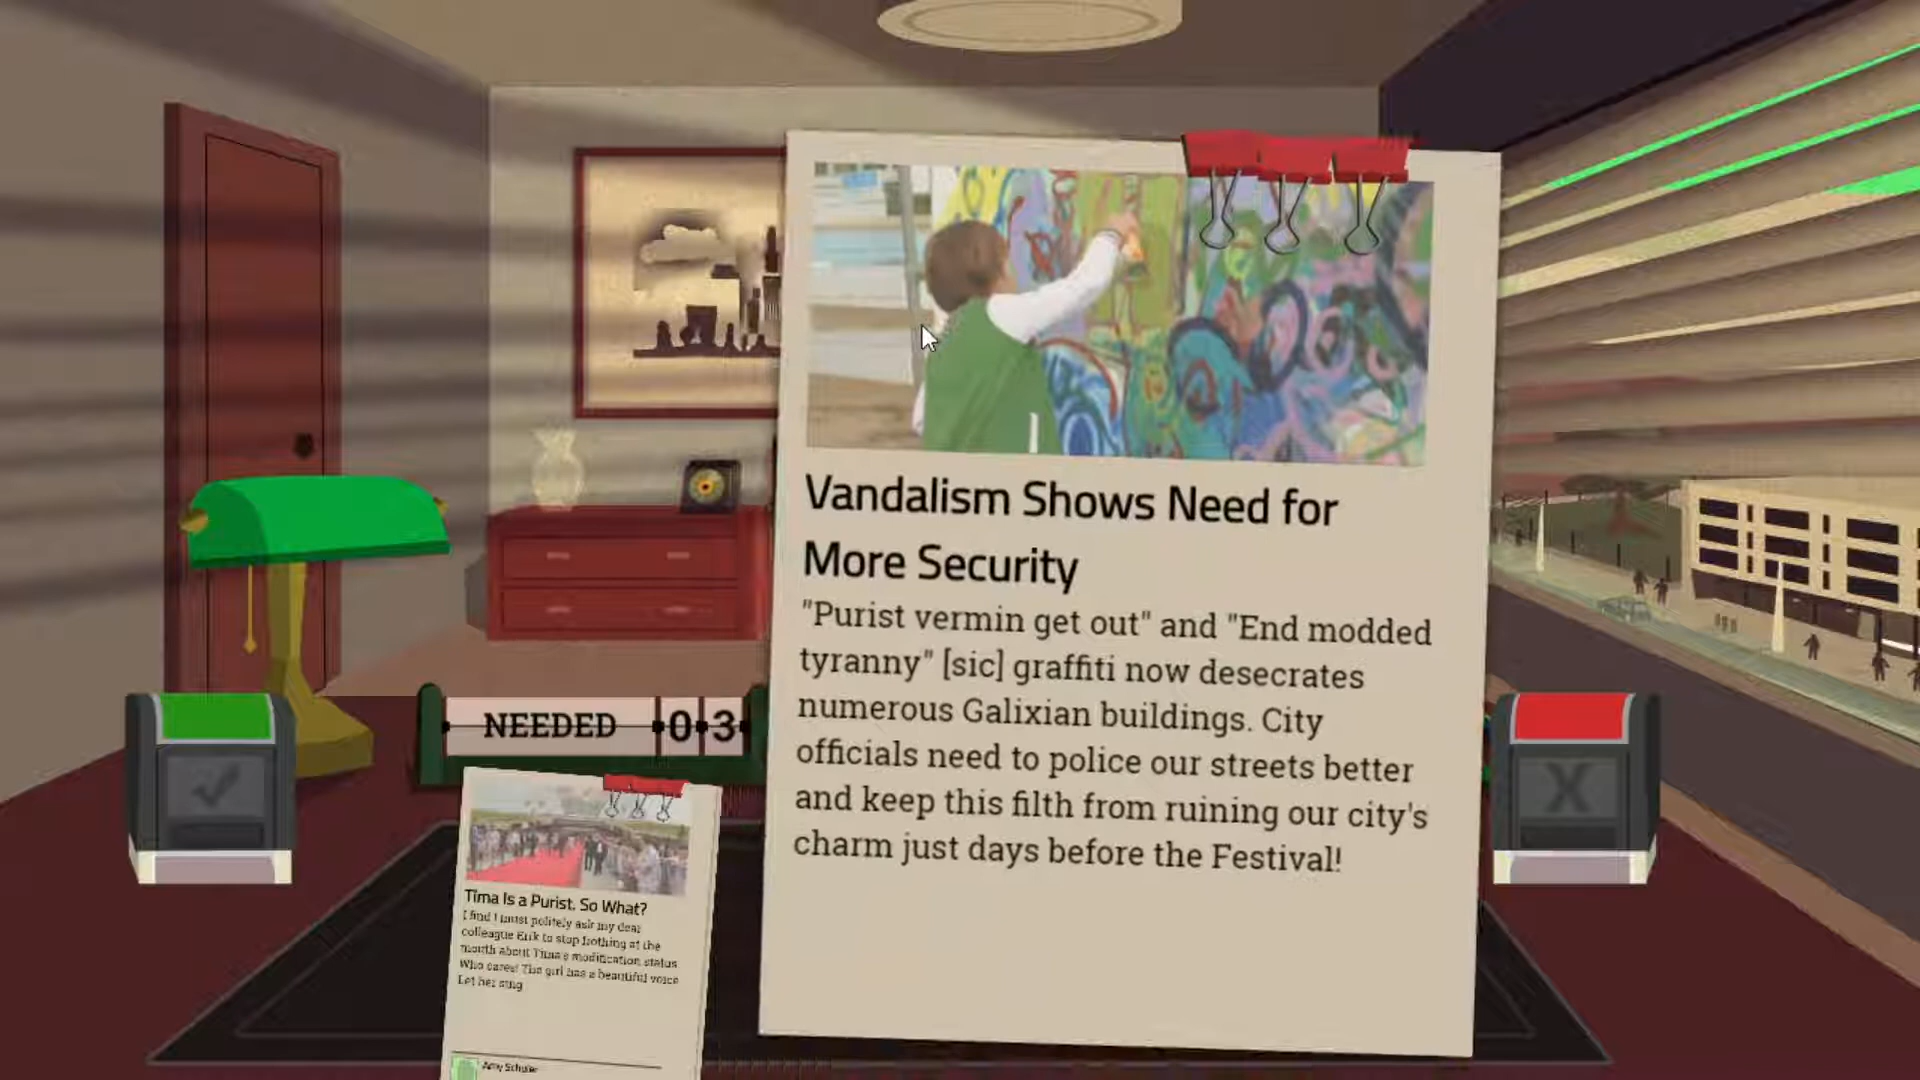 Vandalism Shows Need for
More Security
"Purist vermin get out" and "End modded
tyranny" [sic] graffiti now desecrates
numerous Galixian buildings. City
officials need to police our streets better
and keep this filth from ruining our city's
charm just days before the Festival!
NEEDED 0 3
X
Tima Is a Purist. So What?
I find I must politely ask my dear
colleague Erik to stop frothing at the
mouth about Tima's modification status.
Who cares! The girl has a beautiful voice
Let her sing
Amy Schuler